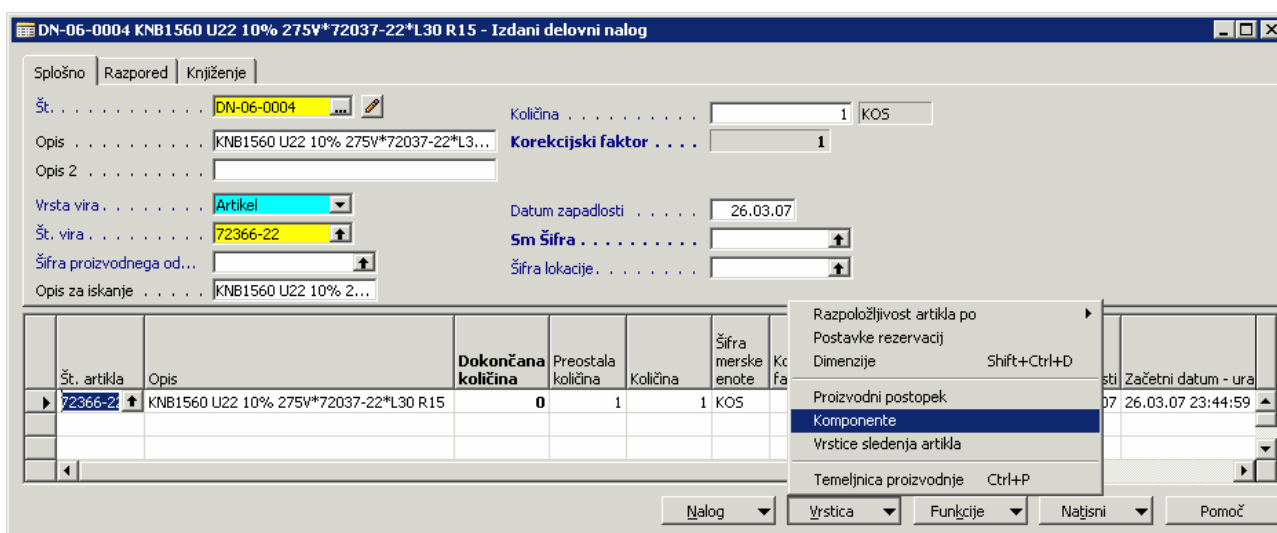 DN-06-0004 KNB1560 U22 10% 275V*72037-22*L30 R15 - Izdani delovni nalog
Splošno Razpored Knjiženje
Št. . . . . . . . . . . . . DN-06-0004 ...
Količina . . . . . . . . . . . 1 KOS
Opis . . . . . . . . . . KNB1560 U22 10% 275V*72037-22*L3...
Korekcijski faktor . . . . 1
Opis 2 . . . . . . . . .
Vrsta vira. . . . . . . . Artikel
Datum zapadlosti . . . . . 26.03.07
Št. vira. . . . . . . . . . 72366-22
Sm Šifra . . . . . . . . . .
Šifra proizvodnega od...
Šifra lokacije. . . . . . . .
Opis za iskanje . . . . . KNB1560 U22 10% 2...
Št. artikla Opis Dokončana količina Preostala količina Količina Šifra merske enote
sti Začetni datum - ura
72366-22 KNB1560 U22 10% 275V*72037-22*L30 R15 0 1 1 KOS
07 26.03.07 23:44:59
Razpoložljivost artikla po
Postavke rezervacij
Dimenzije Shift+Ctrl+D
Proizvodni postopek
Komponente
Vrstice sledenja artikla
Temeljnica proizvodnje Ctrl+P
Nalog Vrstica Funkcije Natisni Pomoč